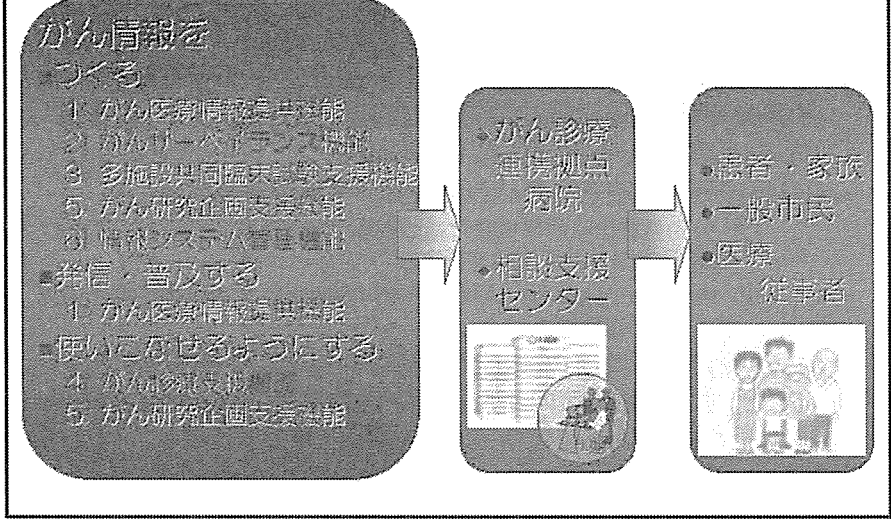 がん情報を
■つくる
1) がん医療情報提供機能
2) がんサーベイランス機能
3) 多施設共同臨床試験支援機能
5) がん研究企画支援機能
6) 情報システム管理機能
■発信・普及する
1) がん医療情報提供機能
■使いこなせるようにする
4) がん診療支援
5) がん研究企画支援機能
●がん診療
連携拠点
病院
●相談支援
センター
●患者・家族
●一般市民
●医療
従事者